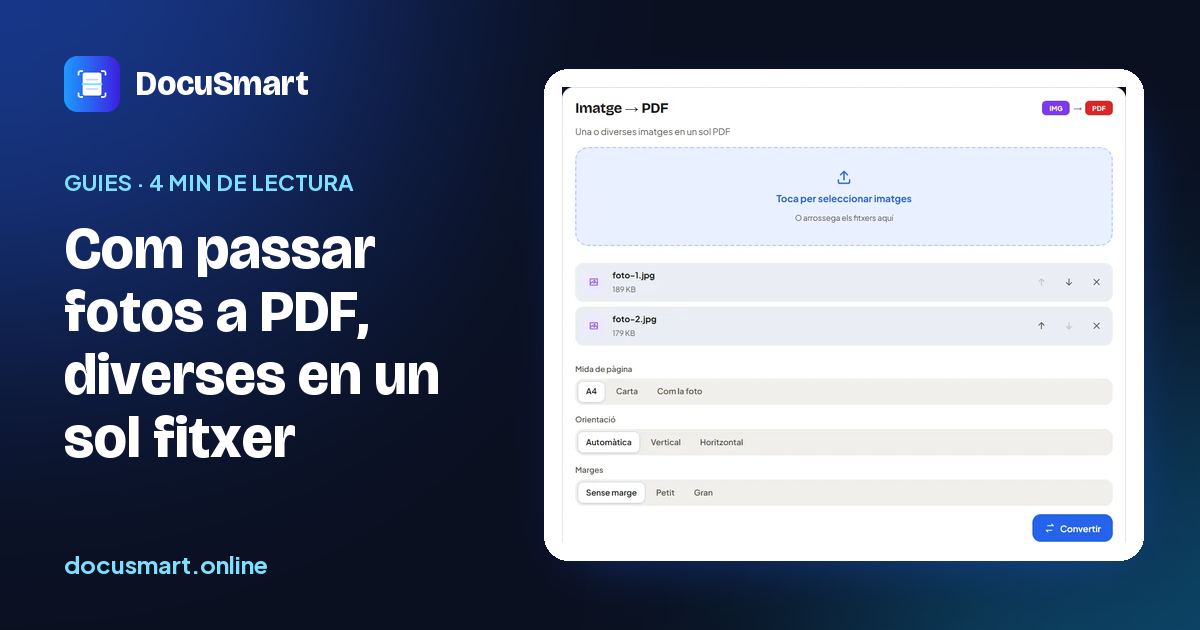 DocuSmart
GUIES · 4 MIN DE LECTURA
Com passar
fotos a PDF,
diverses en un
sol fitxer
docusmart.online
Imatge → PDF
IMG → PDF
Una o diverses imatges en un sol PDF
Toca per seleccionar imatges
O arrossega els fitxers aquí
foto-1.jpg
189 KB
foto-2.jpg
179 KB
Mida de pàgina
A4 Carta Com la foto
Orientació
Automàtica Vertical Horitzontal
Marges
Sense marge Petit Gran
Convertir